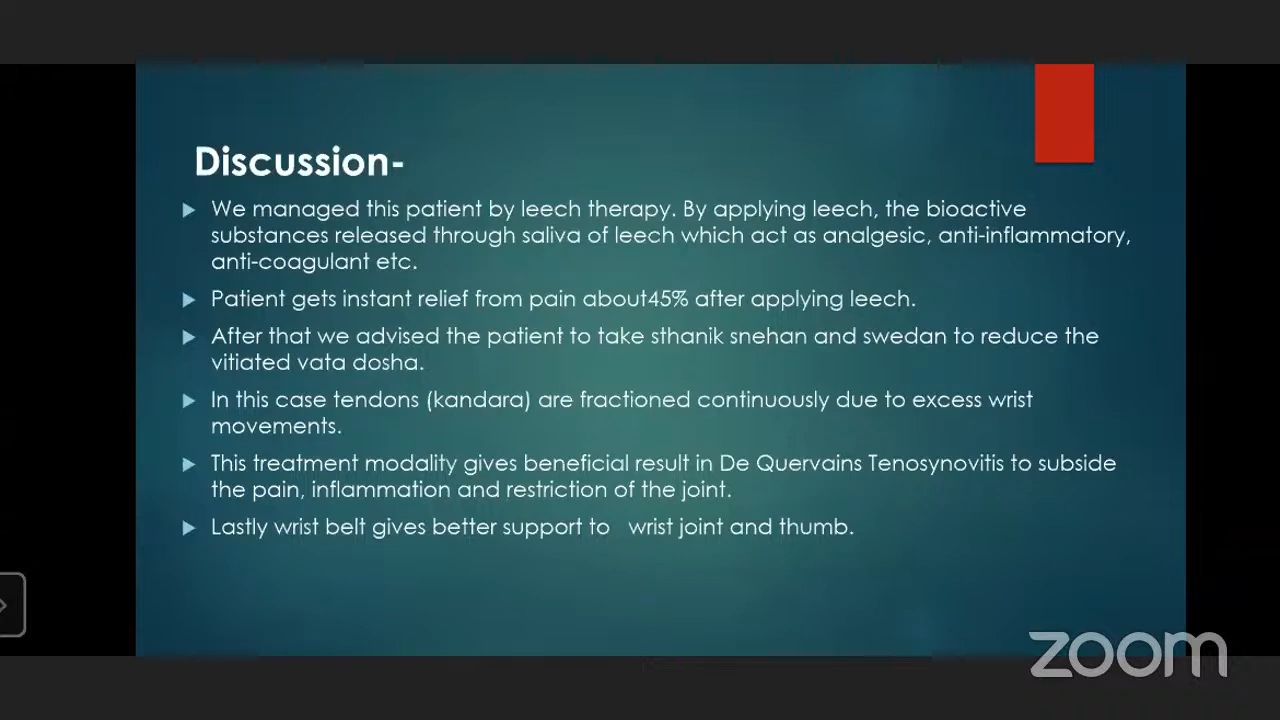 Discussion-
We managed this patient by leech therapy. By applying leech, the bioactive
substances released through saliva of leech which act as analgesic, anti-inflammatory,
anti-coagulant etc.
Patient gets instant relief from pain about45% after applying leech.
After that we advised the patient to take sthanik snehan and swedan to reduce the
vitiated vata dosha.
In this case tendons (kandara) are fractioned continuously due to excess wrist
movements.
This treatment modality gives beneficial result in De Quervains Tenosynovitis to subside
the pain, inflammation and restriction of the joint.
Lastly wrist belt gives better support to wrist joint and thumb.
zoom